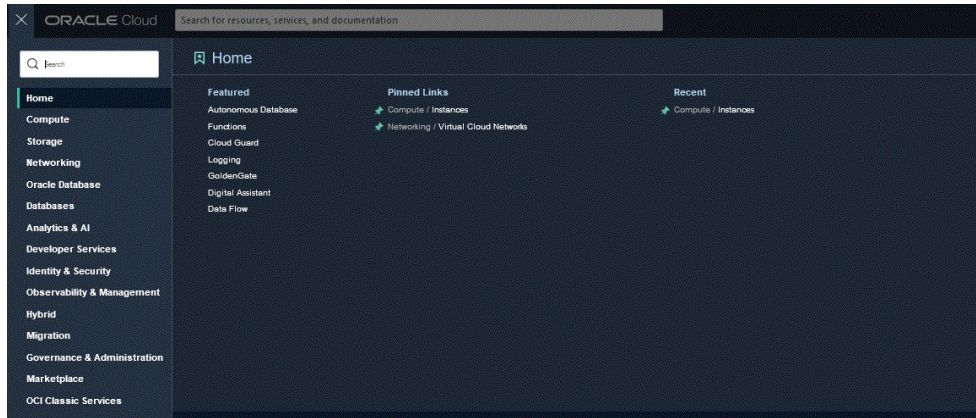 ORACLE Cloud
Search for resources, services, and documentation
Search
Home
Compute
Storage
Networking
Oracle Database
Databases
Analytics & AI
Developer Services
Identity & Security
Observability & Management
Hybrid
Migration
Governance & Administration
Marketplace
OCI Classic Services
Home
Featured
Autonomous Database
Functions
Cloud Guard
Logging
GoldenGate
Digital Assistant
Data Flow
Pinned Links
Compute / Instances
Networking / Virtual Cloud Networks
Recent
Compute / Instances